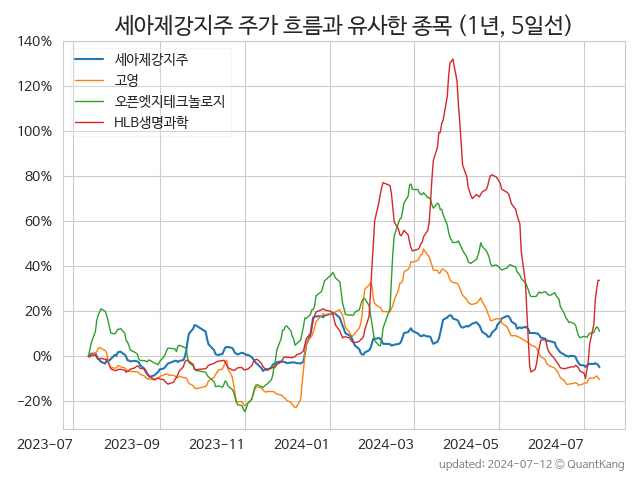 세아제강지주 주가 흐름과 유사한 종목 (1년, 5일선)
140%
120%
100%
80%
60%
40%
20%
0%
−20%
세아제강지주
고영
오픈엣지테크놀로지
HLB생명과학
2023-07 2023-09 2023-11 2024-01 2024-03 2024-05 2024-07
updated: 2024-07-12 © QuantKang